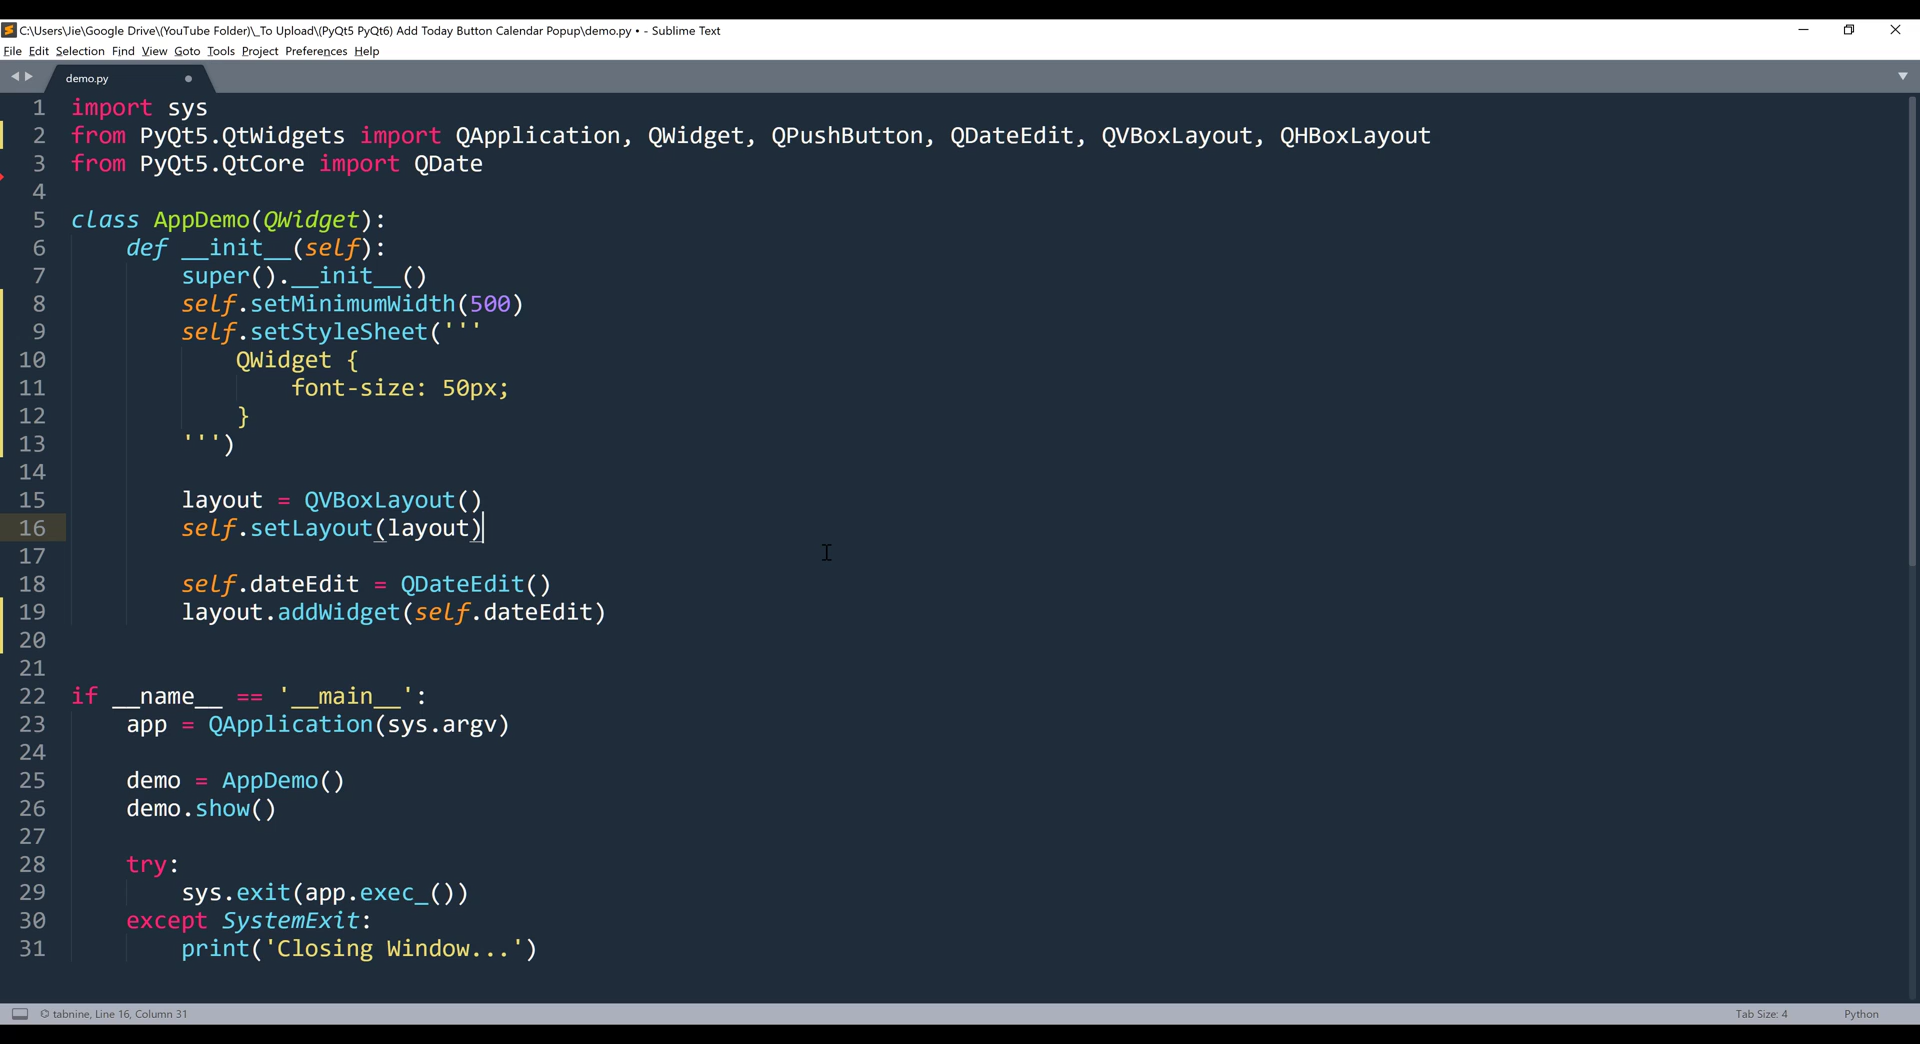 C:\Users\Jie\Google Drive\(YouTube Folder)\_To Upload\(PyQt5 PyQt6) Add Today Button Calendar Popup\demo.py • - Sublime Text
File Edit Selection Find View Goto Tools Project Preferences Help
demo.py
1 import sys
2 from PyQt5.QtWidgets import QApplication, QWidget, QPushButton, QDateEdit, QVBoxLayout, QHBoxLayout
3 from PyQt5.QtCore import QDate
4
5 class AppDemo(QWidget):
6     def __init__(self):
7         super().__init__()
8         self.setMinimumWidth(500)
9         self.setStyleSheet('''
10             QWidget {
11                 font-size: 50px;
12             }
13         ''')
14
15         layout = QVBoxLayout()
16         self.setLayout(layout)
17
18         self.dateEdit = QDateEdit()
19         layout.addWidget(self.dateEdit)
20
21
22 if __name__ == '__main__':
23     app = QApplication(sys.argv)
24
25     demo = AppDemo()
26     demo.show()
27
28     try:
29         sys.exit(app.exec_())
30     except SystemExit:
31         print('Closing Window...')
tabnine, Line 16, Column 31 Tab Size: 4 Python